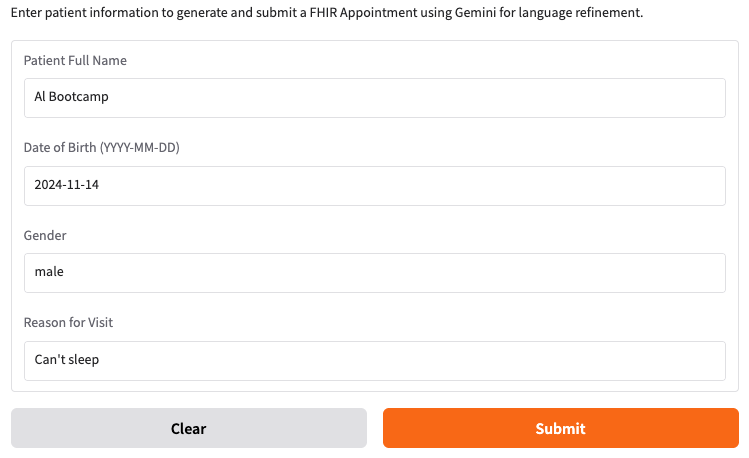 Enter patient information to generate and submit a FHIR Appointment using Gemini for language refinement.
Patient Full Name
Al Bootcamp
Date of Birth (YYYY-MM-DD)
2024-11-14
Gender
male
Reason for Visit
Can't sleep
Clear
Submit